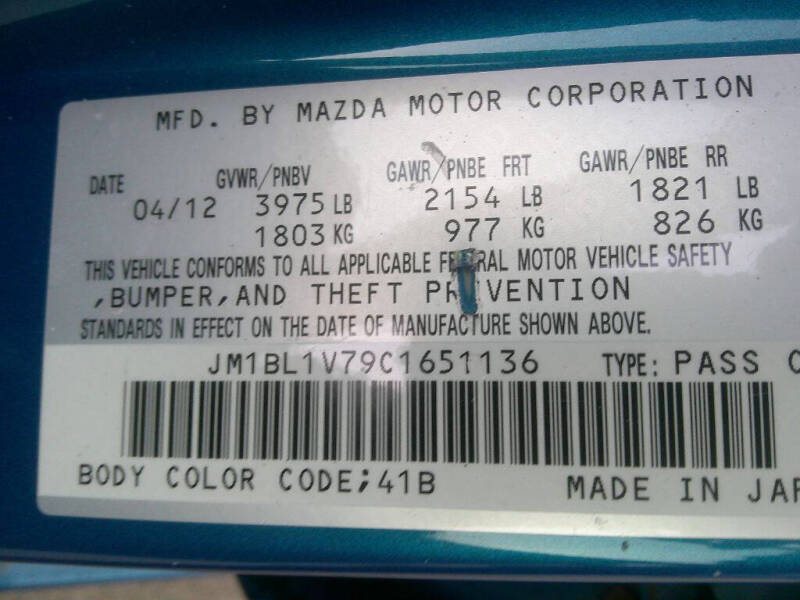 MFD. BY MAZDA MOTOR CORPORATION
DATE GVWR/PNBV GAWR/PNBE FRT GAWR/PNBE RR
04/12 3975 LB 2154 LB 1821 LB
1803 KG 977 KG 826 KG
THIS VEHICLE CONFORMS TO ALL APPLICABLE FEDERAL MOTOR VEHICLE SAFETY
,BUMPER,AND THEFT PREVENTION
STANDARDS IN EFFECT ON THE DATE OF MANUFACTURE SHOWN ABOVE.
JM1BL1V79C1651136 TYPE: PASS C
BODY COLOR CODE;41B MADE IN JAP